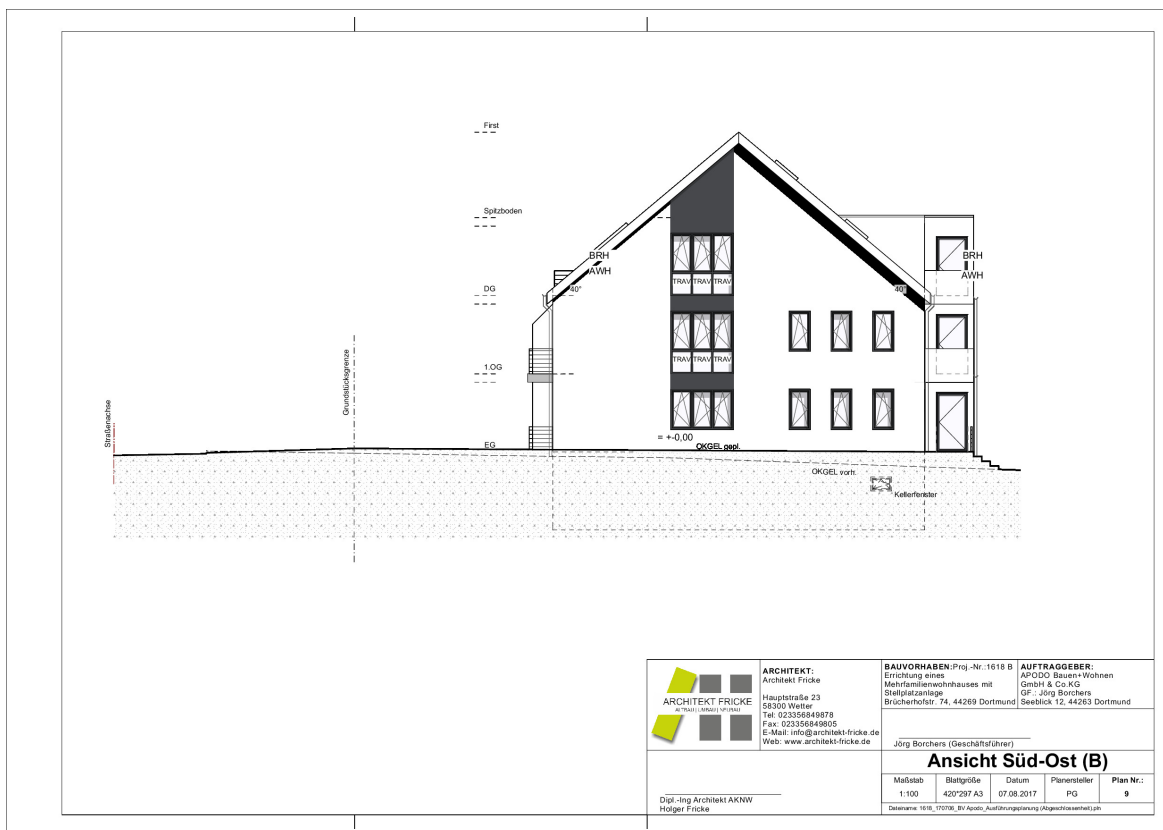 First
Spitzboden
BRH
AWH
BRH
AWH
TRAV TRAV TRAV
DG
40°
40°
TRAV TRAV TRAV
1.OG
Grundstücksgrenze
Straßenachse
= +-0,00
EG
OKGEL gepl.
OKGEL vorh.
Kellerfenster
ARCHITEKT FRICKE
ARCHITEKT:
Architekt Fricke
Hauptstraße 23
58300 Wetter
Tel: 023356849878
Fax: 023356849805
E-Mail: info@architekt-fricke.de
Web: www.architekt-fricke.de
BAUVORHABEN:Proj.-Nr.:1618 B
Errichtung eines
Mehrfamilienwohnhauses mit
Stellplatzanlage
Brücherhofstr. 74, 44269 Dortmund
AUFTRAGGEBER:
APODO Bauen+Wohnen
GmbH & Co.KG
GF.: Jörg Borchers
Seeblick 12, 44263 Dortmund
Jörg Borchers (Geschäftsführer)
Ansicht Süd-Ost (B)
Maßstab Blattgröße Datum Planersteller Plan Nr.:
1:100 420*297 A3 07.08.2017 PG 9
Dateiname: 1618_170706_BV Apodo_Ausführungsplanung (Abgeschlossenheit).pln
Dipl.-Ing Architekt AKNW
Holger Fricke